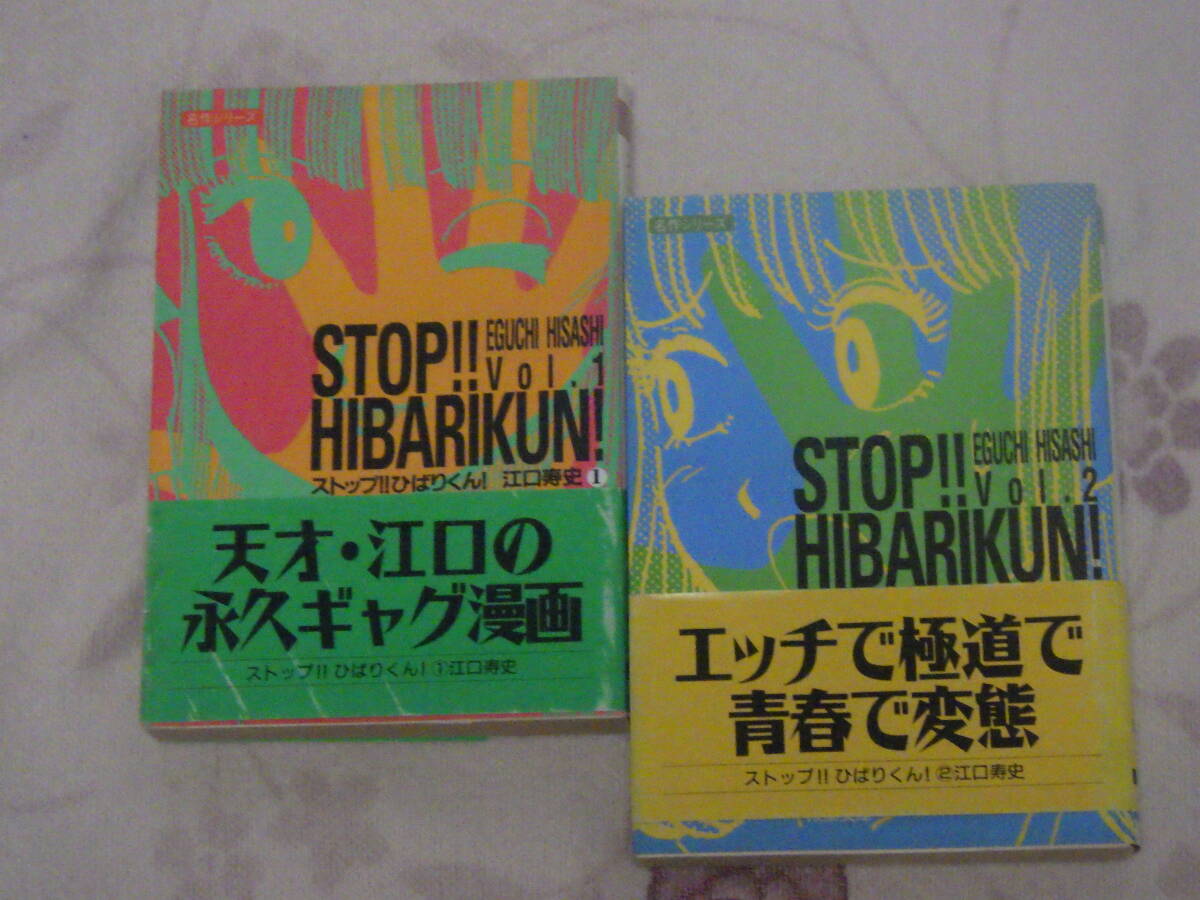 名作シリーズ
STOP!! EGUCHI HISASHI
Vol.1
HIBARIKUN!
ストップ!!ひばりくん! 江口寿史 1
天才・江口の
永久ギャグ漫画
ストップ!! ひばりくん! ①江口寿史
名作シリーズ
STOP!! EGUCHI HISASHI
Vol.2
HIBARIKUN!
エッチで極道で
青春で変態
ストップ!! ひばりくん! ②江口寿史